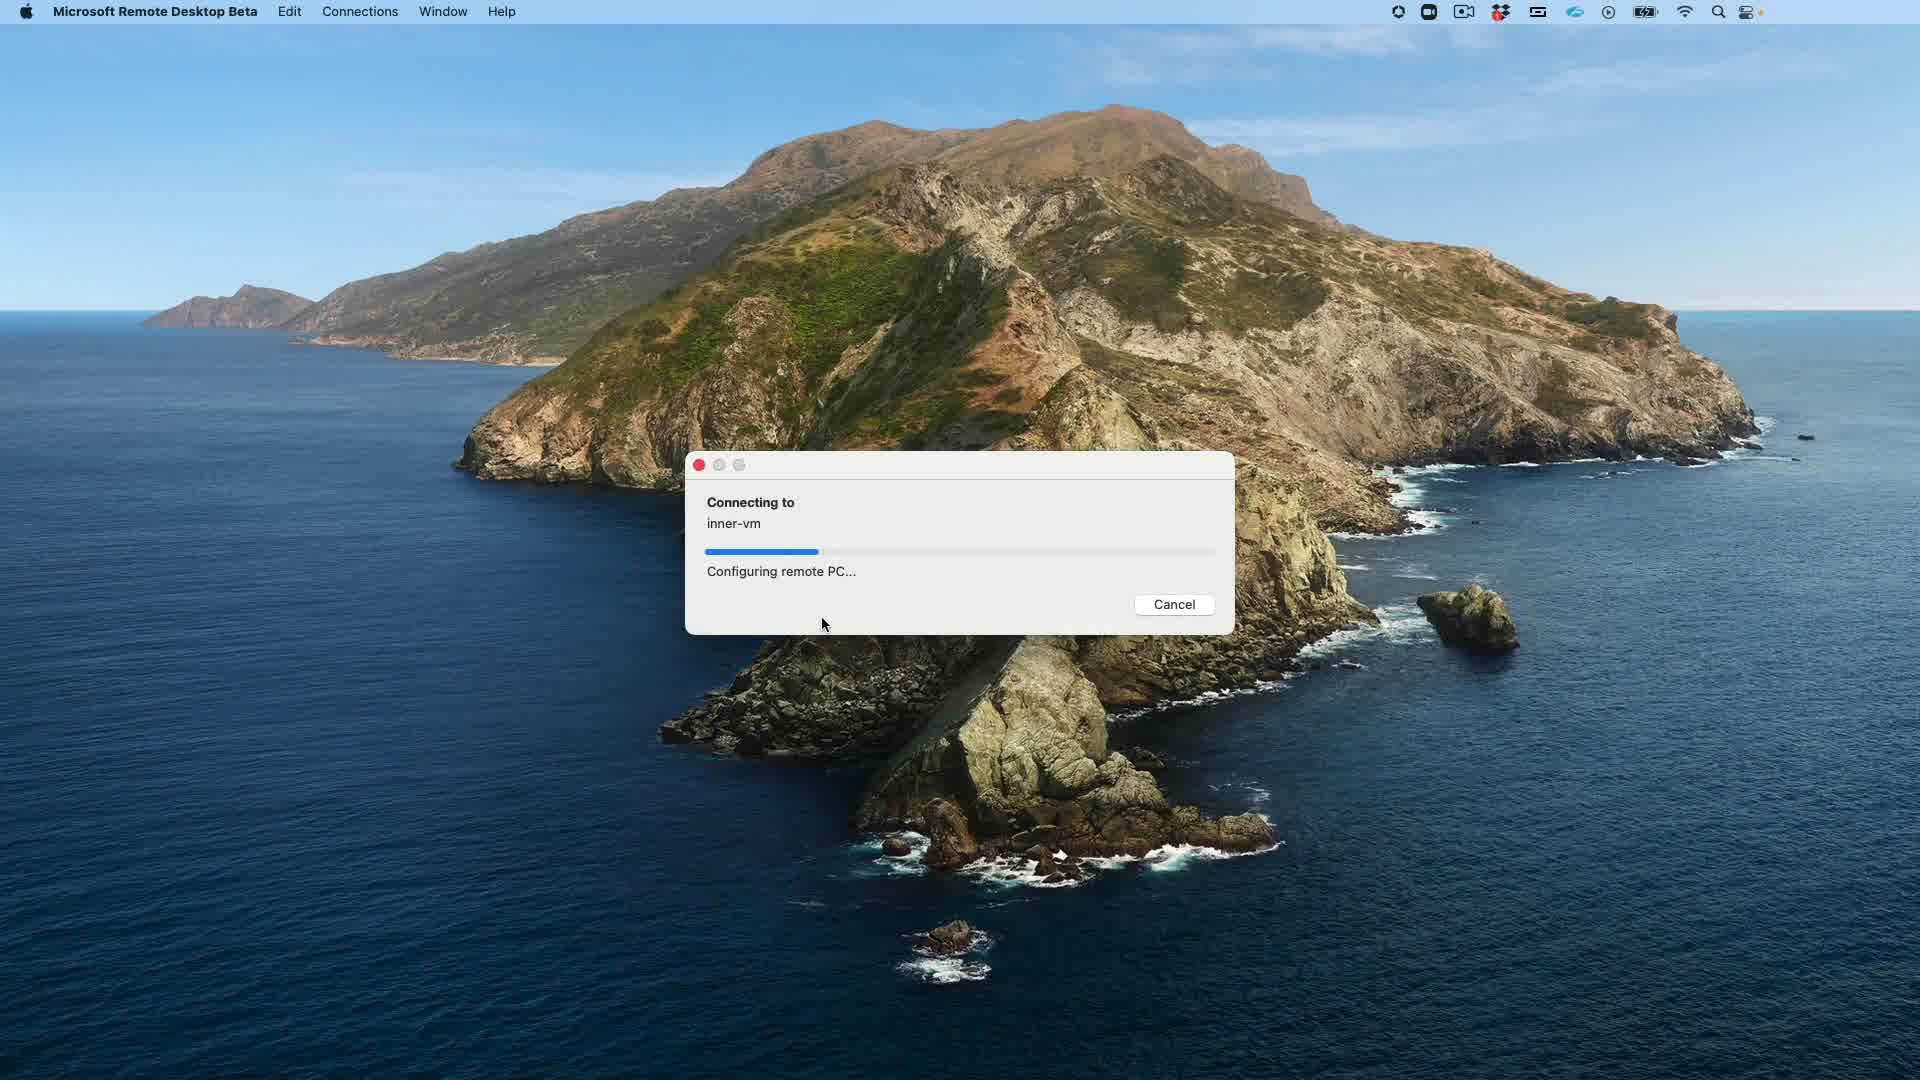 Microsoft Remote Desktop Beta Edit Connections Window Help
Connecting to
inner-vm
Configuring remote PC...
Cancel